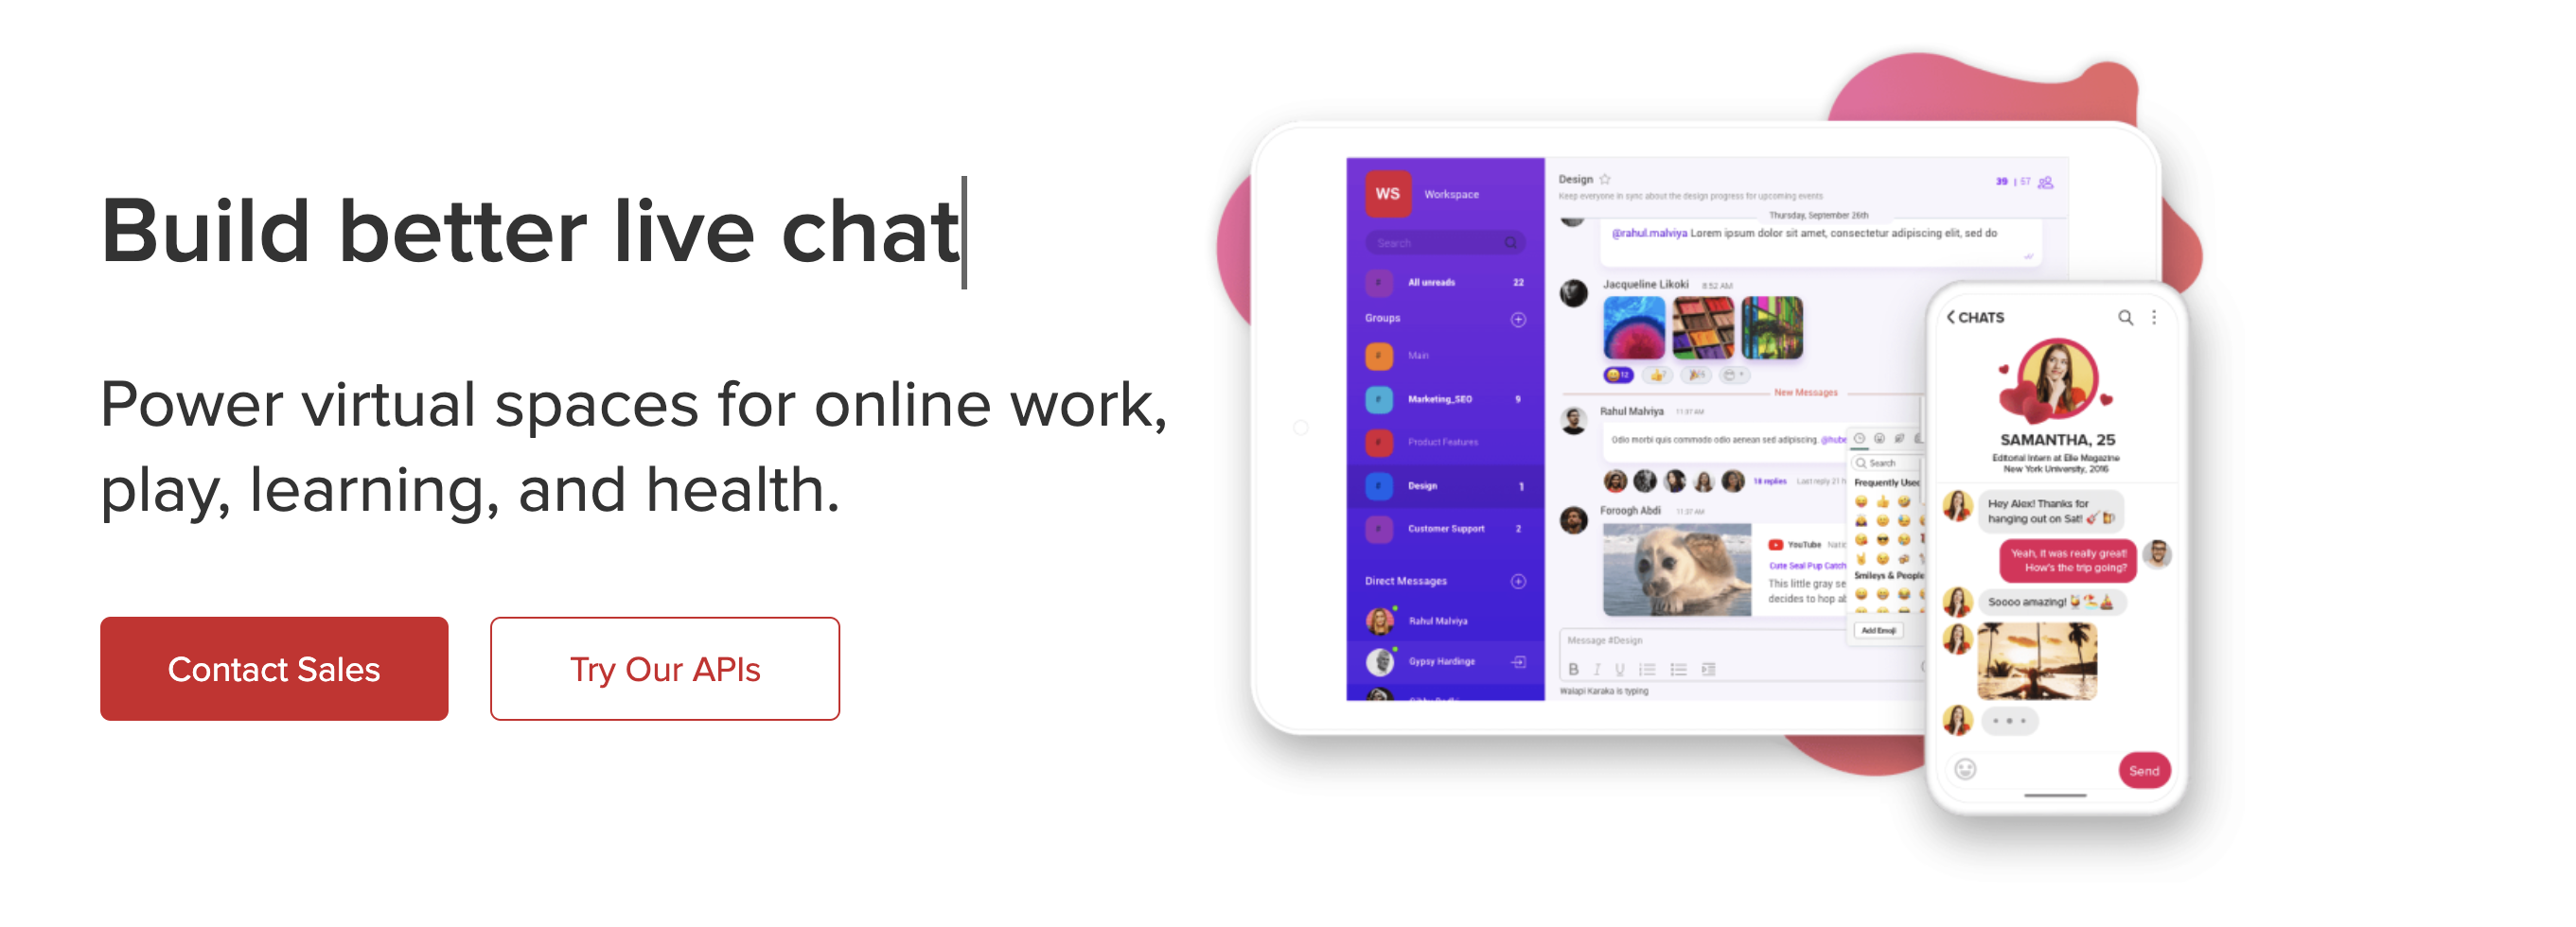 Build better live chat
Power virtual spaces for online work,
play, learning, and health.
Contact Sales
Try Our APIs
WS
Workspace
Search
# All unreads 22
Groups
# Main
# Marketing_SEO 9
# Product Features
# Design 1
# Customer Support 2
Direct Messages
Rahul Malviya
Gypsy Hardinge
Design
39 | 57
Keep everyone in sync about the design progress for upcoming events
Thursday, September 26th
@rahul.malviya Lorem ipsum dolor sit amet, consectetur adipiscing elit, sed do
Jacqueline Likoki 8:52 AM
12
New Messages
Rahul Malviya 11:37 AM
Odio morbi quis commodo odio aenean sed adipiscing. @hube
18 replies Last reply 21 h
Foroogh Abdi 11:37 AM
YouTube Natio
Cute Seal Pup Catch
This little gray se
decides to hop ab
Search
Frequently Used
Smileys & People
Add Emoji
Message #Design
B I U
Waiapi Karaka is typing
CHATS
SAMANTHA, 25
Editorial Intern at Elle Magazine
New York University, 2016
Hey Alex! Thanks for
hanging out on Sat! 🎸 🍻
Yeah, it was really great!
How's the trip going?
Soooo amazing!
Send